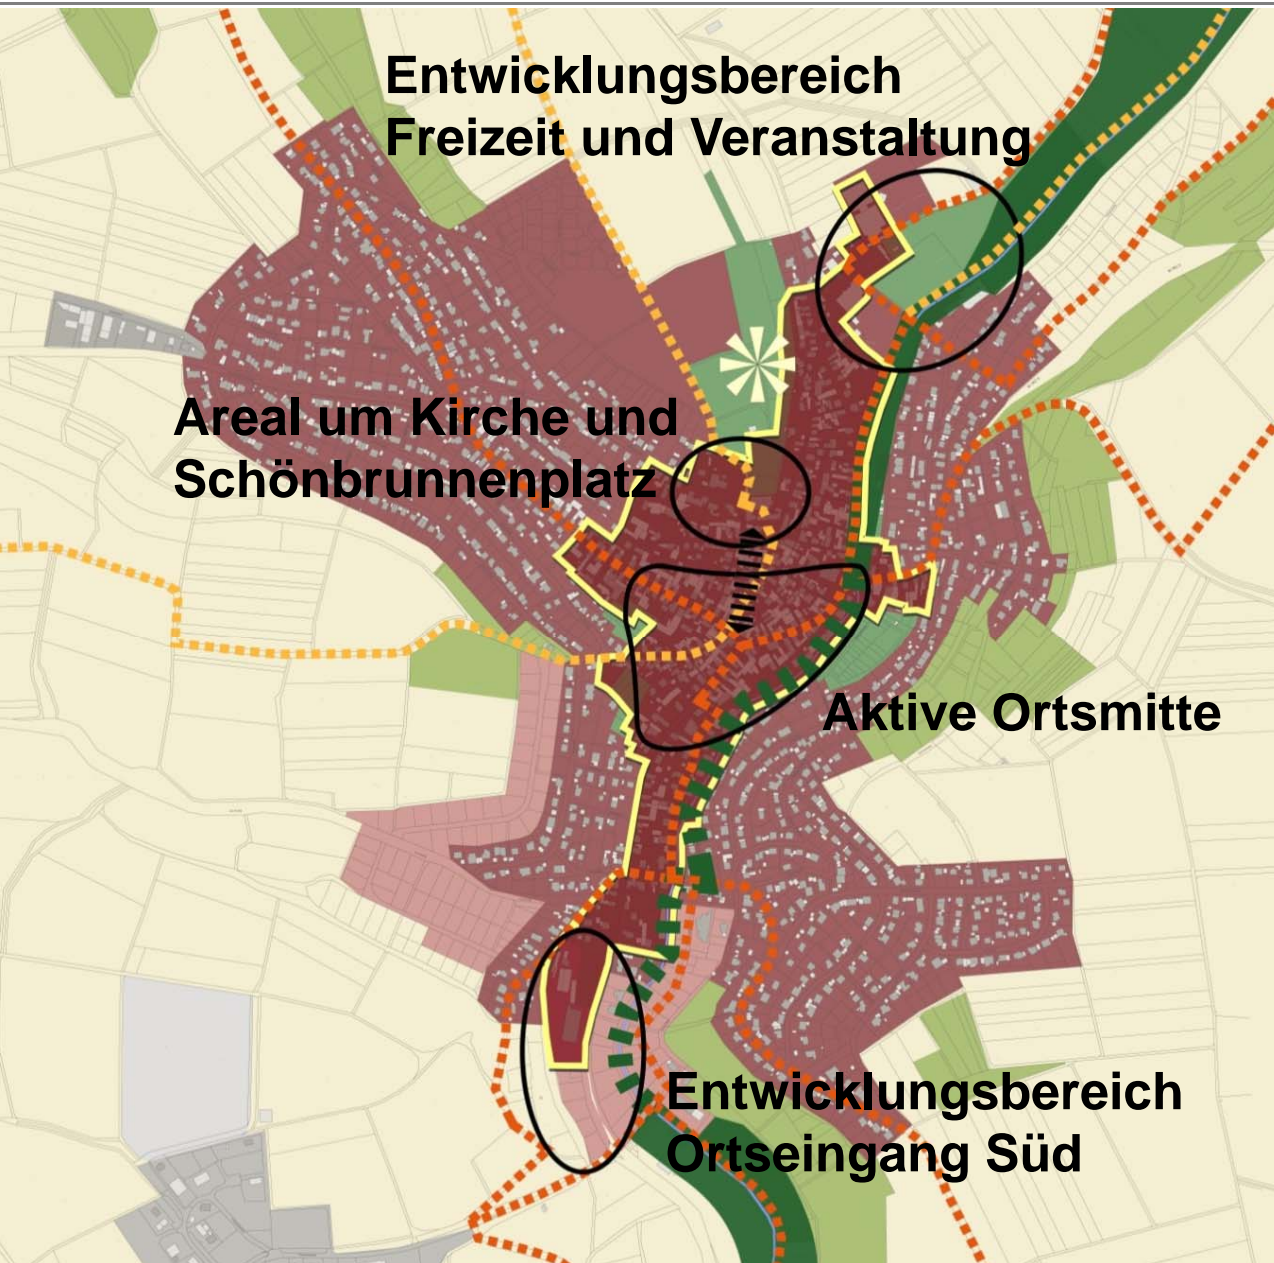 Entwicklungsbereich
Freizeit und Veranstaltung
Areal um Kirche und
Schönbrunnenplatz
Aktive Ortsmitte
Entwicklungsbereich
Ortseingang Süd